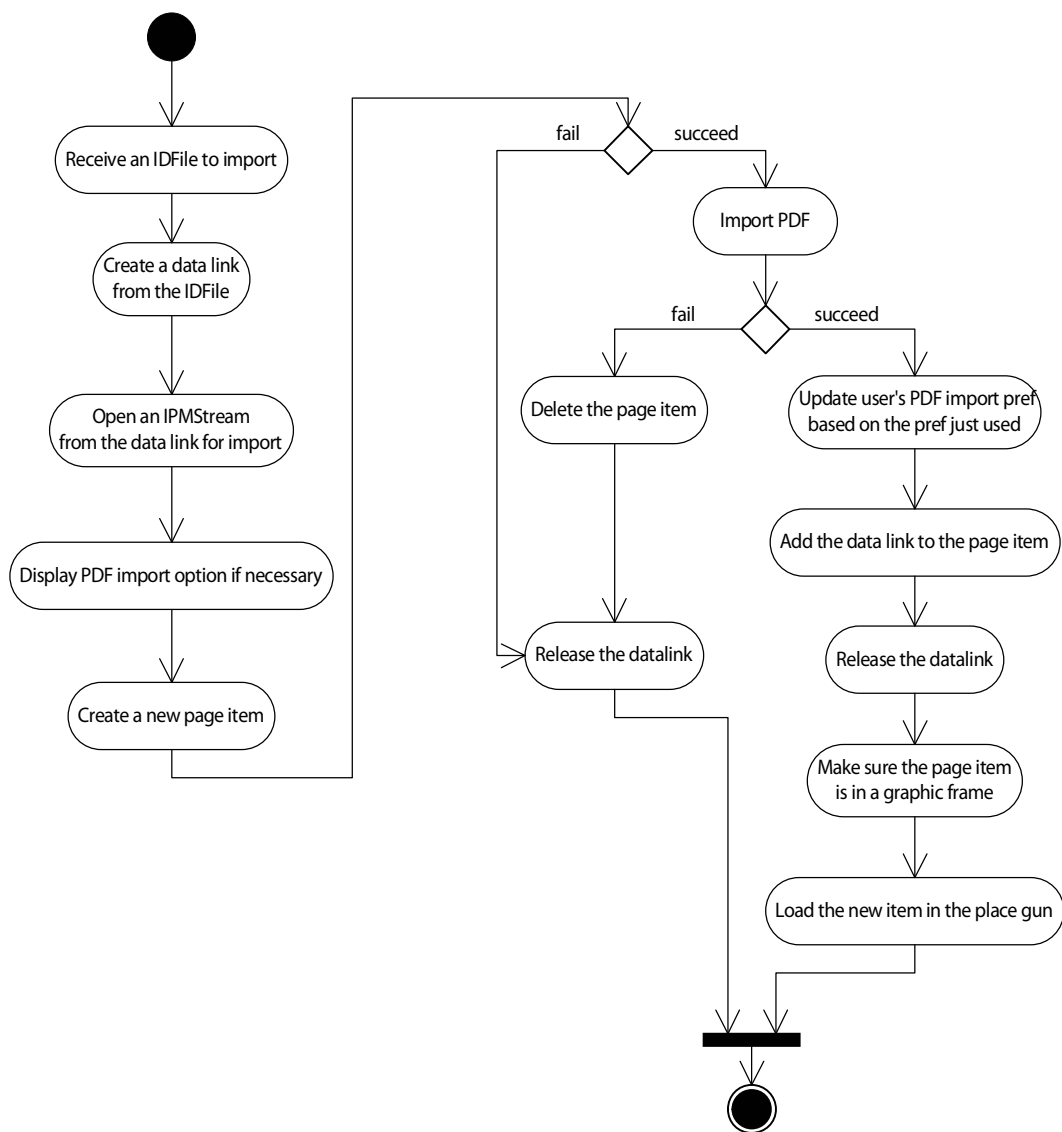 Receive an IDFile to import
Create a data link
from the IDFile
Open an IPMStream
from the data link for import
Display PDF import option if necessary
Create a new page item
fail
succeed
Import PDF
fail
succeed
Delete the page item
Release the datalink
Update user's PDF import pref
based on the pref just used
Add the data link to the page item
Release the datalink
Make sure the page item
is in a graphic frame
Load the new item in the place gun